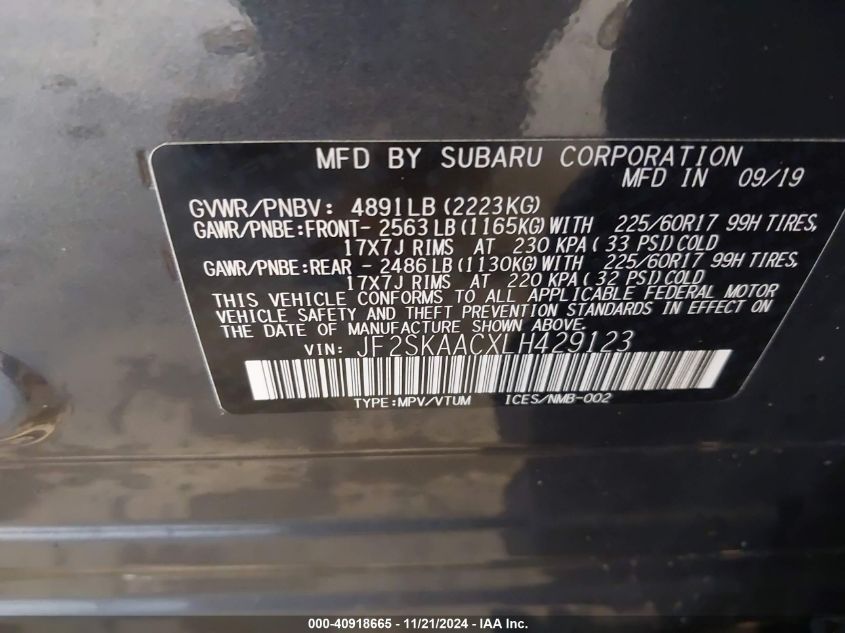 MFD BY SUBARU CORPORATION
MFD IN 09/19
GVWR/PNBV: 4891LB (2223KG)
GAWR/PNBE:FRONT- 2563LB(1165KG)WITH 225/60R17 99H TIRES,
17X7J RIMS AT 230 KPA( 33 PSI)COLD
GAWR/PNBE:REAR - 2486LB(1130KG)WITH 225/60R17 99H TIRES,
17X7J RIMS AT 220 KPA( 32 PSI)COLD
THIS VEHICLE CONFORMS TO ALL APPLICABLE FEDERAL MOTOR
VEHICLE SAFETY AND THEFT PREVENTION STANDARDS IN EFFECT ON
THE DATE OF MANUFACTURE SHOWN ABOVE.
VIN: JF2SKAACXLH429123
TYPE:MPV/VTUM ICES/NMB-002
000-40918665 - 11/21/2024 - IAA Inc.